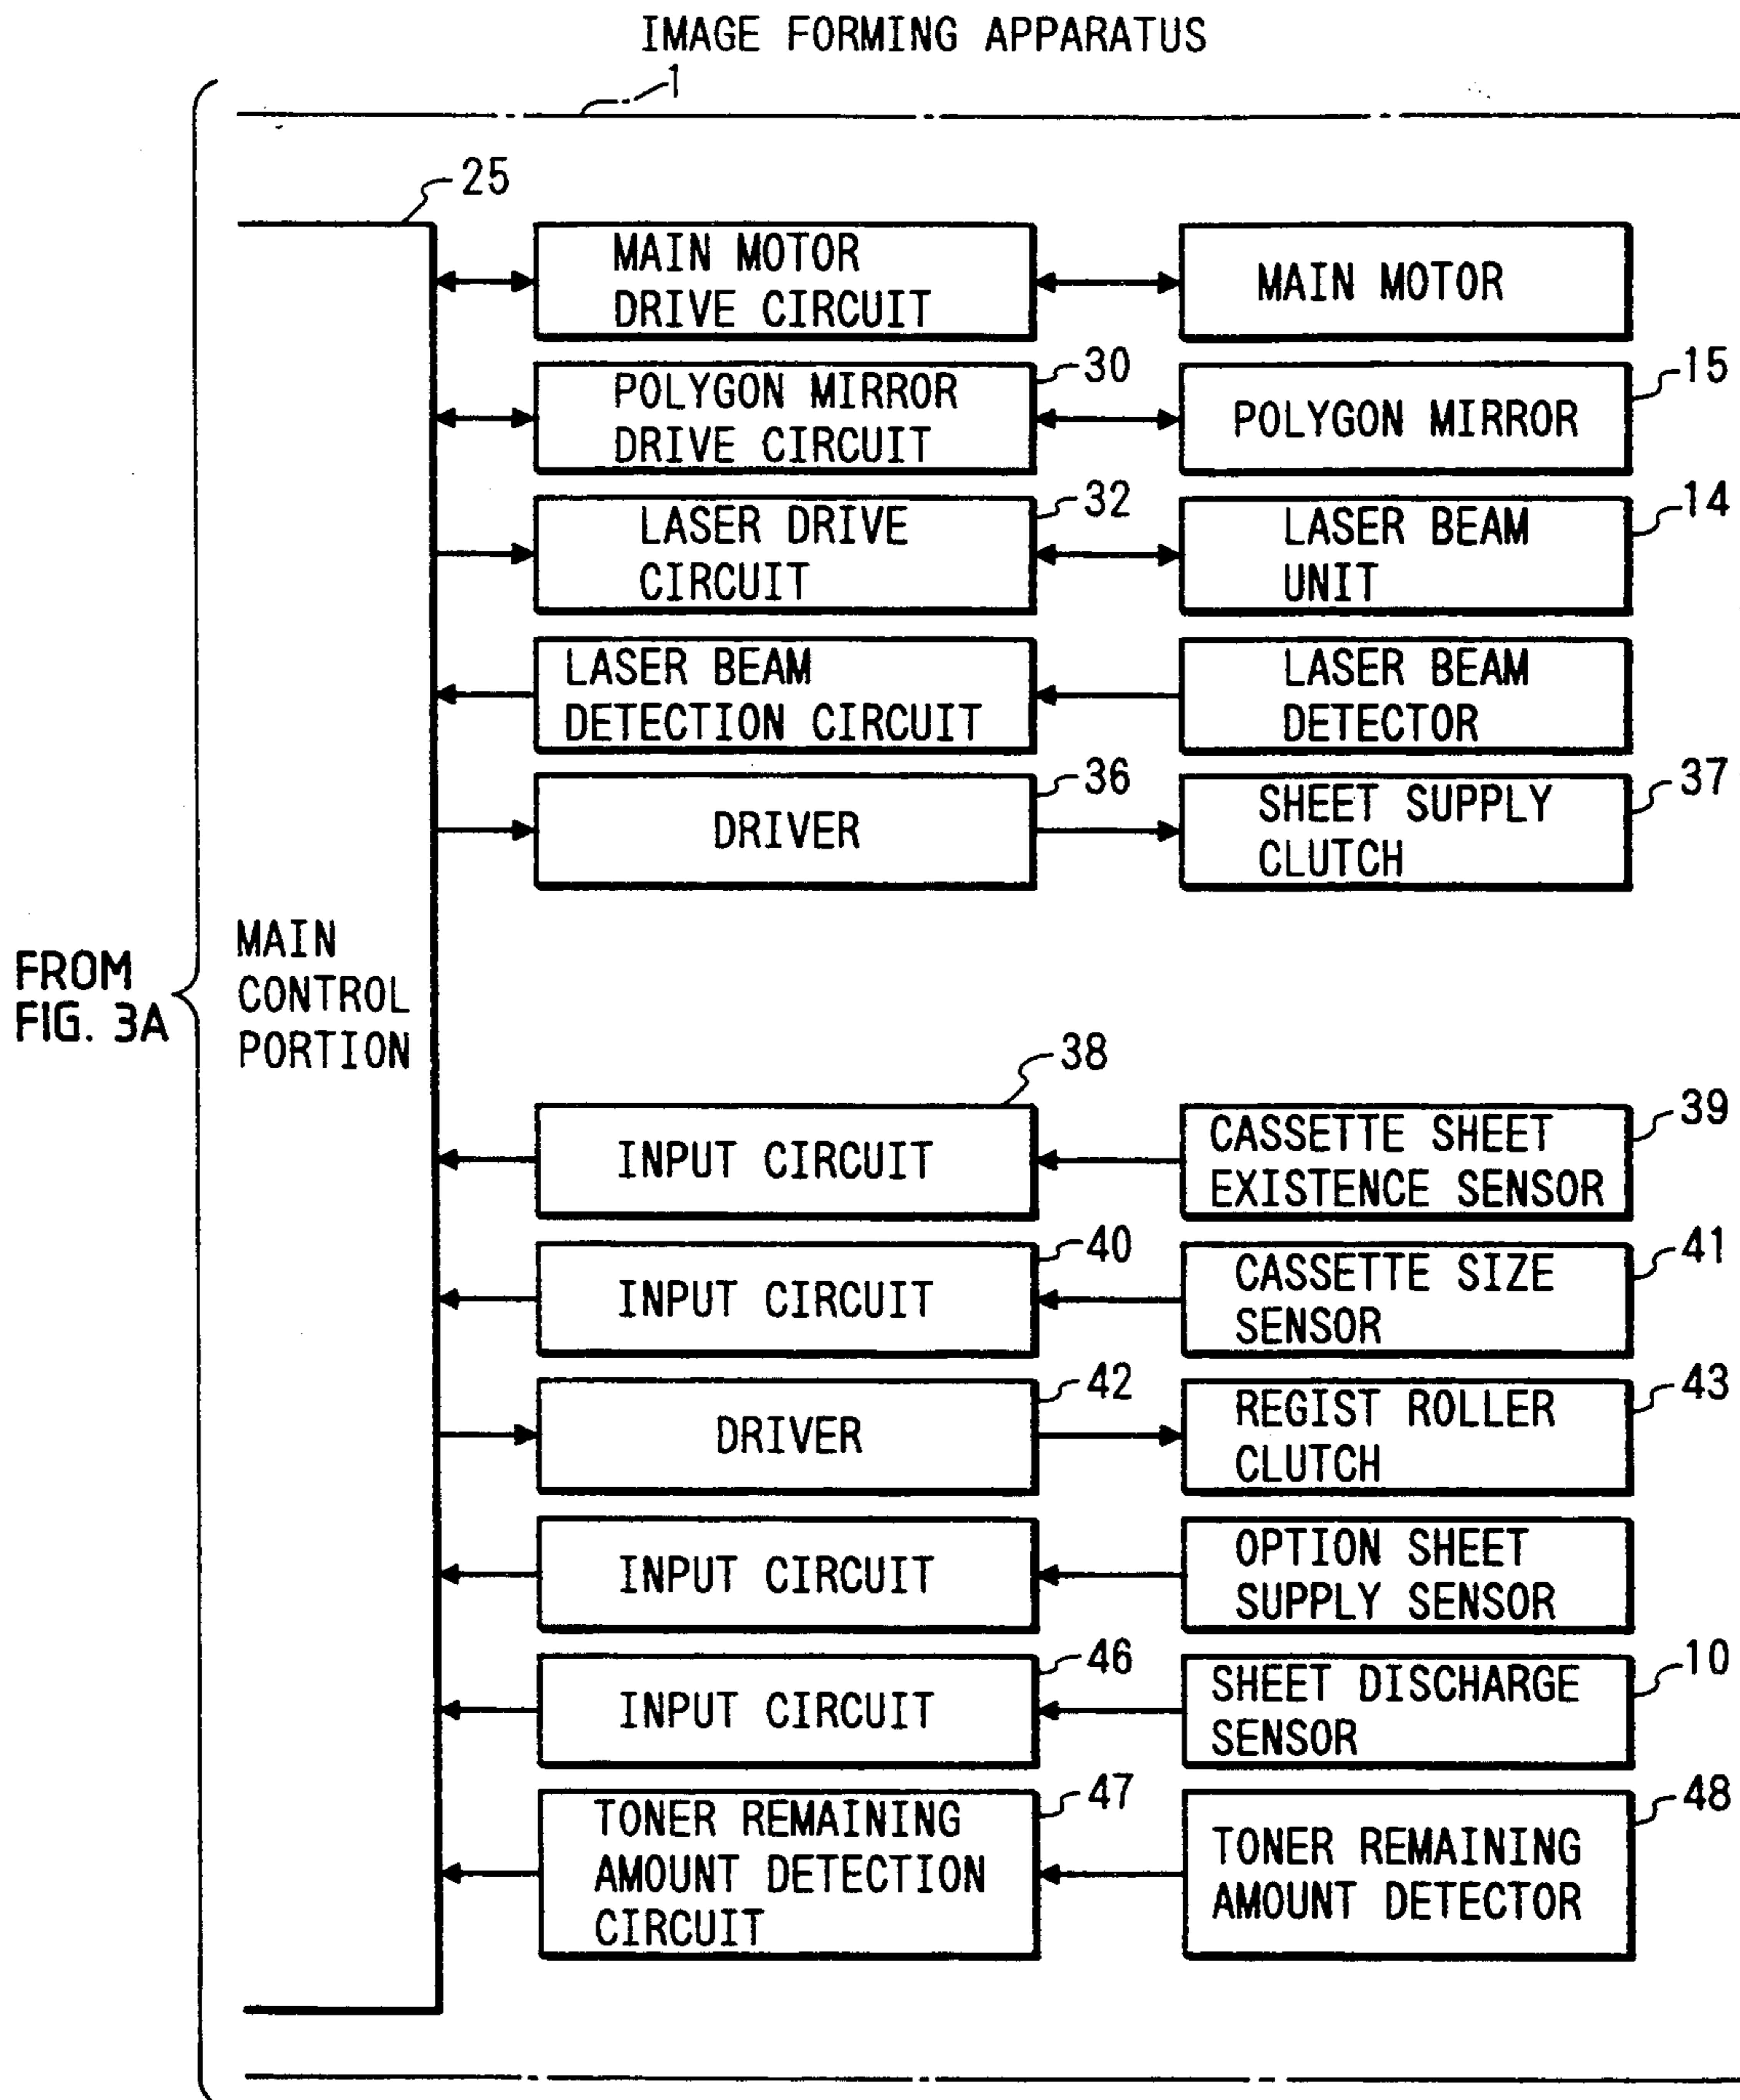 IMAGE FORMING APPARATUS
1
25
MAIN MOTOR
DRIVE CIRCUIT
MAIN MOTOR
30
15
POLYGON MIRROR
DRIVE CIRCUIT
POLYGON MIRROR
32
14
LASER DRIVE
CIRCUIT
LASER BEAM
UNIT
LASER BEAM
DETECTION CIRCUIT
LASER BEAM
DETECTOR
36
37
DRIVER
SHEET SUPPLY
CLUTCH
FROM
FIG. 3A
MAIN
CONTROL
PORTION
38
39
INPUT CIRCUIT
CASSETTE SHEET
EXISTENCE SENSOR
40
41
INPUT CIRCUIT
CASSETTE SIZE
SENSOR
42
43
DRIVER
REGIST ROLLER
CLUTCH
INPUT CIRCUIT
OPTION SHEET
SUPPLY SENSOR
46
10
INPUT CIRCUIT
SHEET DISCHARGE
SENSOR
47
48
TONER REMAINING
AMOUNT DETECTION
CIRCUIT
TONER REMAINING
AMOUNT DETECTOR